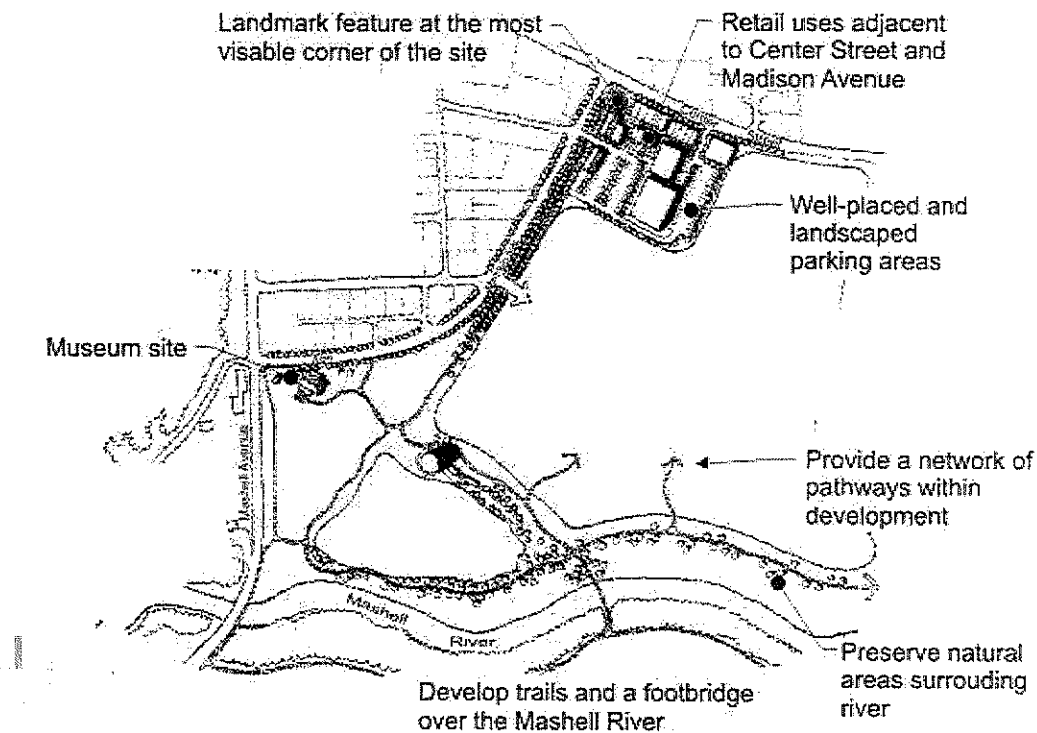 Landmark feature at the most
visable corner of the site
Retail uses adjacent
to Center Street and
Madison Avenue
Well-placed and
landscaped
parking areas
Museum site
Mashell Avenue
Provide a network of
pathways within
development
Mashell
River
Preserve natural
areas surrouding
river
Develop trails and a footbridge
over the Mashell River